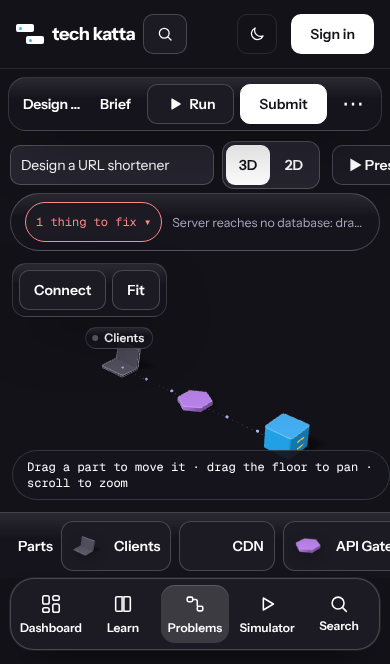 tech katta
Sign in
Design ... Brief ▶ Run Submit ...
Design a URL shortener 3D 2D ▶ Pres
1 thing to fix ▾ Server reaches no database: dra...
Connect Fit
Clients
Drag a part to move it · drag the floor to pan ·
scroll to zoom
Parts Clients CDN API Gate
Dashboard Learn Problems Simulator Search